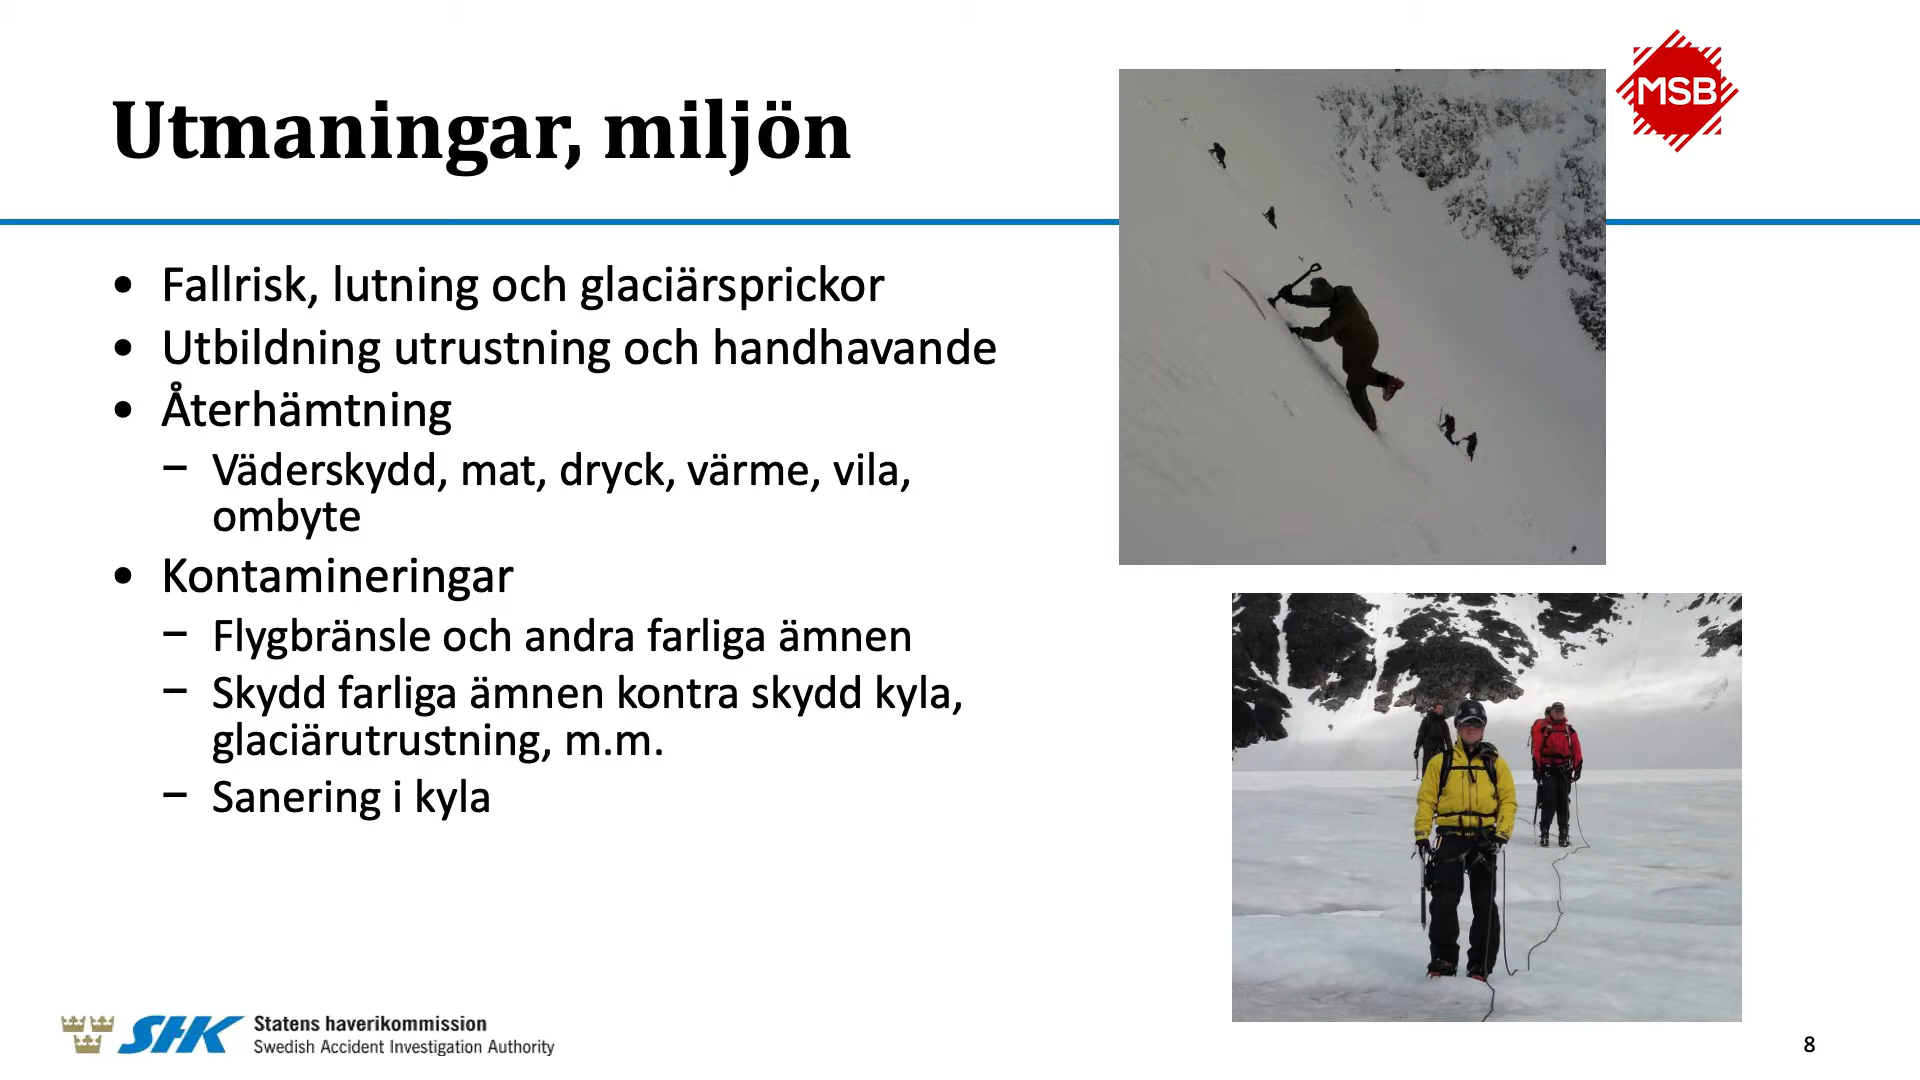 Utmaningar, miljön
MSB
• Fallrisk, lutning och glaciärsprickor
• Utbildning utrustning och handhavande
• Återhämtning
– Väderskydd, mat, dryck, värme, vila,
ombyte
• Kontamineringar
– Flygbränsle och andra farliga ämnen
– Skydd farliga ämnen kontra skydd kyla,
glaciärutrustning, m.m.
– Sanering i kyla
SHK
Statens haverikommission
Swedish Accident Investigation Authority
8